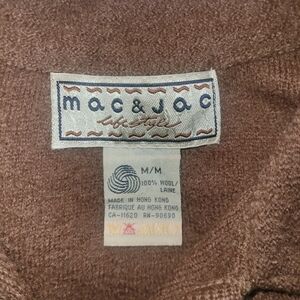 mac & jac
lifestyle
M/M
100% WOOL/
LAINE
MADE IN HONG KONG
FABRIQUE AU HONG KONG
CA-11620 RN-90690